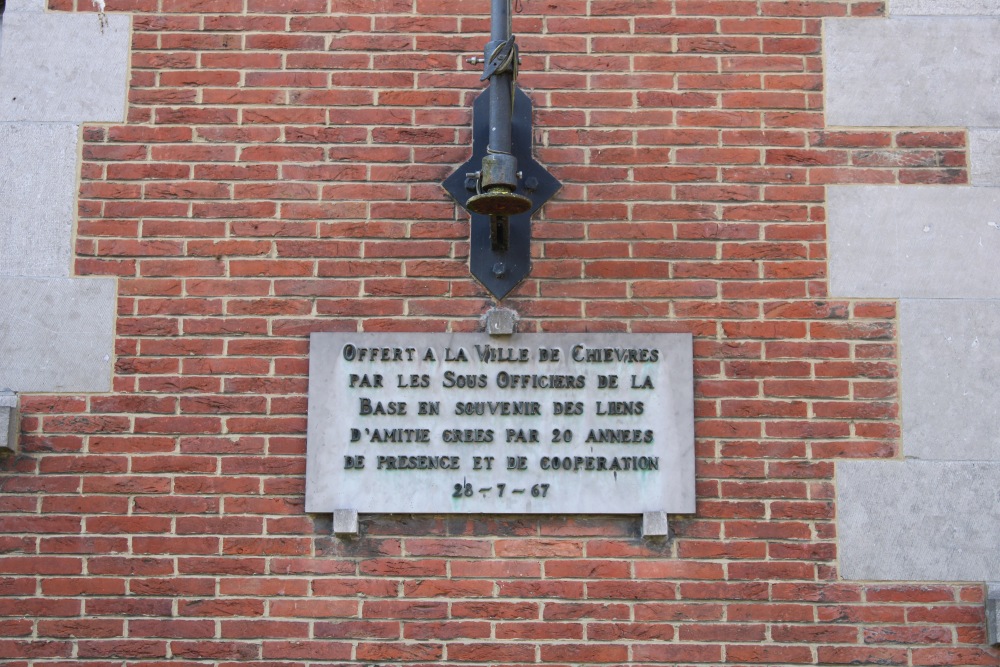 OFFERT A LA VILLE DE CHIEVRES
PAR LES SOUS OFFICIERS DE LA
BASE EN SOUVENIR DES LIENS
D'AMITIE CREES PAR 20 ANNEES
DE PRESENCE ET DE COOPERATION
28-7-67